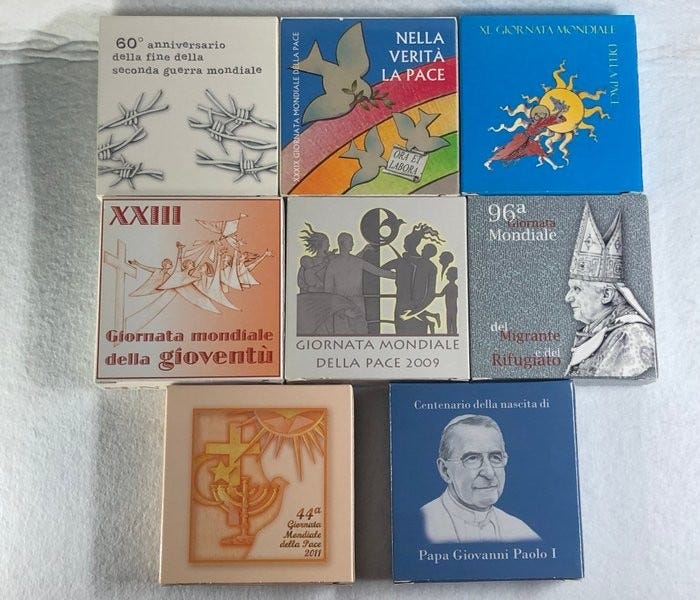 60° anniversario
della fine della
seconda guerra mondiale
XXXIX GIORNATA MONDIALE DELLA PACE
NELLA
VERITÀ
LA PACE
ORA ET
LABORA
XL GIORNATA MONDIALE
DELLA PACE
XXIII
Giornata mondiale
della gioventù
GIORNATA MONDIALE
DELLA PACE 2009
96a
Giornata
Mondiale
del
Migrante
e del
Rifugiato
44a
Giornata
Mondiale
della Pace
2011
Centenario della nascita di
Papa Giovanni Paolo I